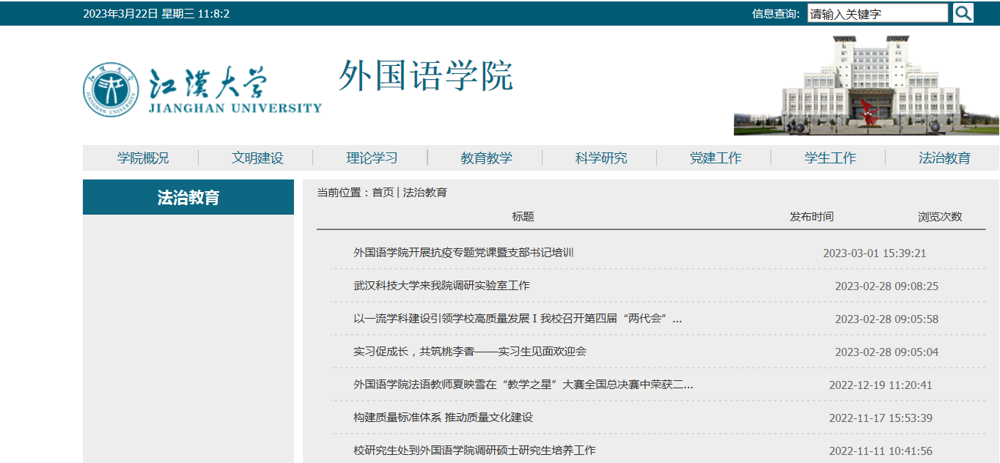 2023年3月22日 星期三 11:8:2 信息查询: 请输入关键字
江漢大学 外国语学院
JIANGHAN UNIVERSITY
学院概况 文明建设 理论学习 教育教学 科学研究 党建工作 学生工作 法治教育
法治教育
当前位置：首页 | 法治教育
标题 发布时间 浏览次数
外国语学院开展抗疫专题党课暨支部书记培训 2023-03-01 15:39:21
武汉科技大学来我院调研实验室工作 2023-02-28 09:08:25
以一流学科建设引领学校高质量发展 I 我校召开第四届“两代会”... 2023-02-28 09:05:58
实习促成长，共筑桃李香——实习生见面欢迎会 2023-02-28 09:05:04
外国语学院法语教师夏映雪在“教学之星”大赛全国总决赛中荣获二... 2022-12-19 11:20:41
构建质量标准体系 推动质量文化建设 2022-11-17 15:53:39
校研究生处到外国语学院调研硕士研究生培养工作 2022-11-11 10:41:56